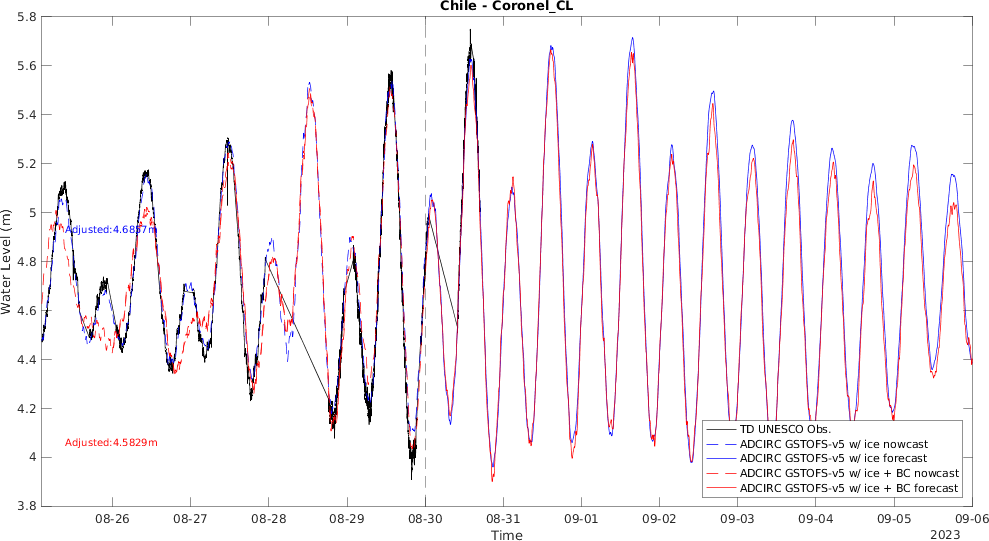 Chile - Coronel_CL
5.8
5.6
5.4
5.2
5
4.8
4.6
4.4
4.2
4
3.8
Water Level (m)
Adjusted:4.6857m
Adjusted:4.5829m
TD UNESCO Obs.
ADCIRC GSTOFS-v5 w/ ice nowcast
ADCIRC GSTOFS-v5 w/ ice forecast
ADCIRC GSTOFS-v5 w/ ice + BC nowcast
ADCIRC GSTOFS-v5 w/ ice + BC forecast
08-26 08-27 08-28 08-29 08-30 08-31 09-01 09-02 09-03 09-04 09-05 09-06
Time
2023